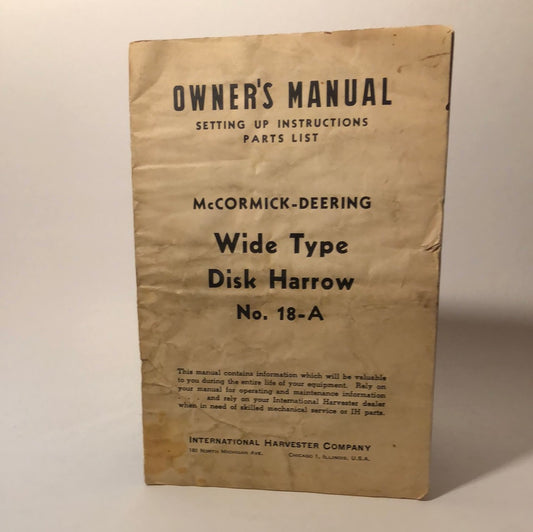 OWNER'S MANUAL
SETTING UP INSTRUCTIONS
PARTS LIST
McCORMICK-DEERING
Wide Type
Disk Harrow
No. 18-A
This manual contains information which will be valuable
to you during the entire life of your equipment. Rely on
your manual for operating and maintenance information
. . . . and rely on your International Harvester dealer
when in need of skilled mechanical service or IH parts.
INTERNATIONAL HARVESTER COMPANY
180 NORTH MICHIGAN AVE. CHICAGO 1, ILLINOIS, U.S.A.